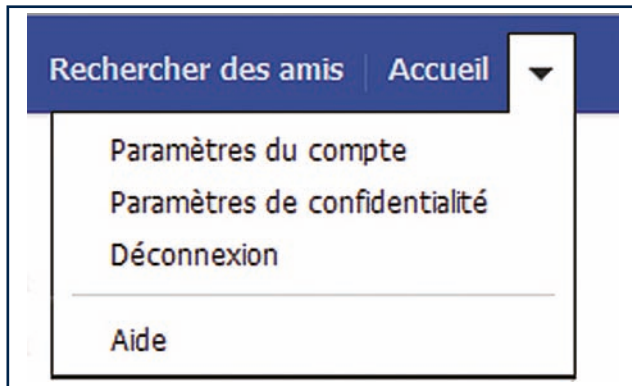 Rechercher des amis | Accueil
Paramètres du compte
Paramètres de confidentialité
Déconnexion
Aide